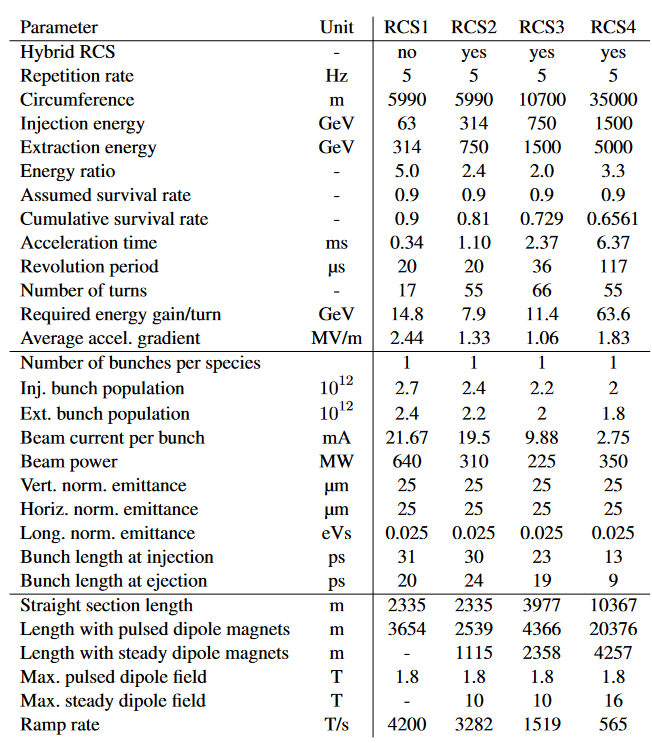 Parameter Unit RCS1 RCS2 RCS3 RCS4
Hybrid RCS - no yes yes yes
Repetition rate Hz 5 5 5 5
Circumference m 5990 5990 10700 35000
Injection energy GeV 63 314 750 1500
Extraction energy GeV 314 750 1500 5000
Energy ratio - 5.0 2.4 2.0 3.3
Assumed survival rate - 0.9 0.9 0.9 0.9
Cumulative survival rate - 0.9 0.81 0.729 0.6561
Acceleration time ms 0.34 1.10 2.37 6.37
Revolution period µs 20 20 36 117
Number of turns - 17 55 66 55
Required energy gain/turn GeV 14.8 7.9 11.4 63.6
Average accel. gradient MV/m 2.44 1.33 1.06 1.83
Number of bunches per species 1 1 1 1
Inj. bunch population 10¹² 2.7 2.4 2.2 2
Ext. bunch population 10¹² 2.4 2.2 2 1.8
Beam current per bunch mA 21.67 19.5 9.88 2.75
Beam power MW 640 310 225 350
Vert. norm. emittance µm 25 25 25 25
Horiz. norm. emittance µm 25 25 25 25
Long. norm. emittance eVs 0.025 0.025 0.025 0.025
Bunch length at injection ps 31 30 23 13
Bunch length at ejection ps 20 24 19 9
Straight section length m 2335 2335 3977 10367
Length with pulsed dipole magnets m 3654 2539 4366 20376
Length with steady dipole magnets m - 1115 2358 4257
Max. pulsed dipole field T 1.8 1.8 1.8 1.8
Max. steady dipole field T - 10 10 16
Ramp rate T/s 4200 3282 1519 565